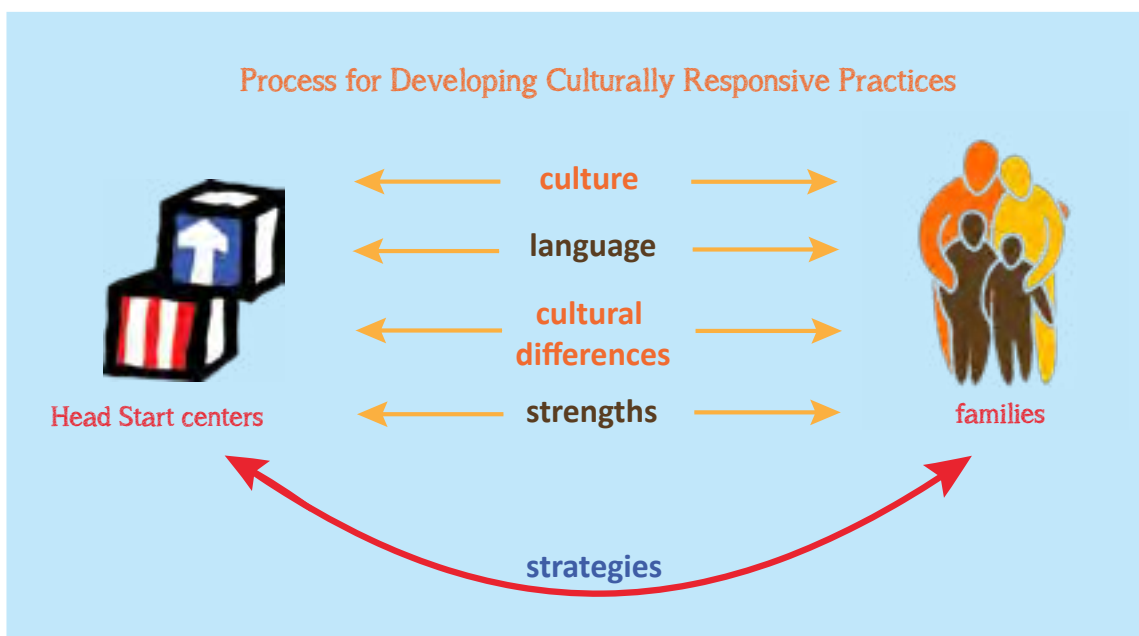 Process for Developing Culturally Responsive Practices
culture
language
cultural
differences
strengths
Head Start centers
families
strategies